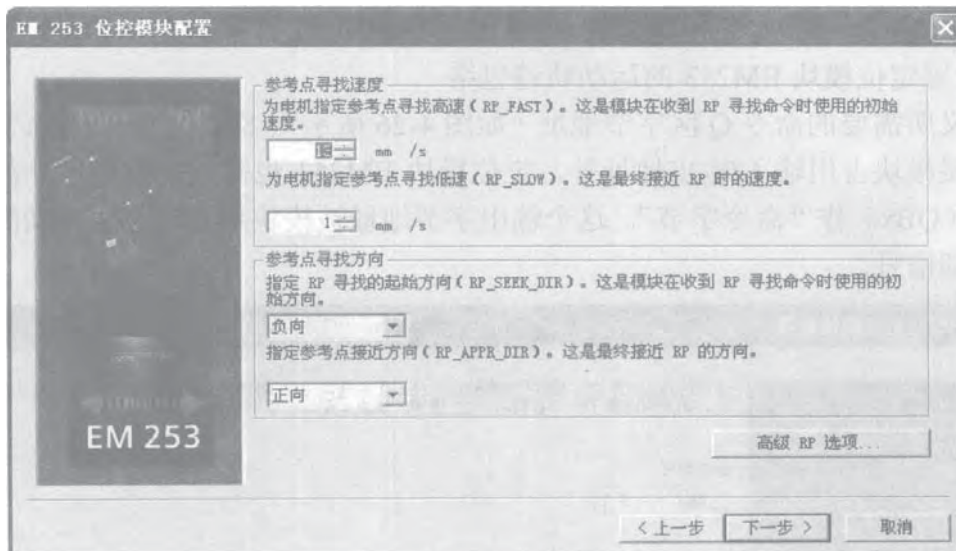 EM 253 位控模块配置
参考点寻找速度
为电机指定参考点寻找高速(RP_FAST)。这是模块在收到 RP 寻找命令时使用的初始
速度。
mm /s
为电机指定参考点寻找低速(RP_SLOW)。这是最终接近 RP 时的速度。
1 mm /s
参考点寻找方向
指定 RP 寻找的起始方向(RP_SEEK_DIR)。这是模块在收到 RP 寻找命令时使用的初
始方向。
负向
指定参考点接近方向(RP_APPR_DIR)。这是最终接近 RP 的方向。
正向
EM 253
高级 RP 选项...
< 上一步
下一步 >
取消